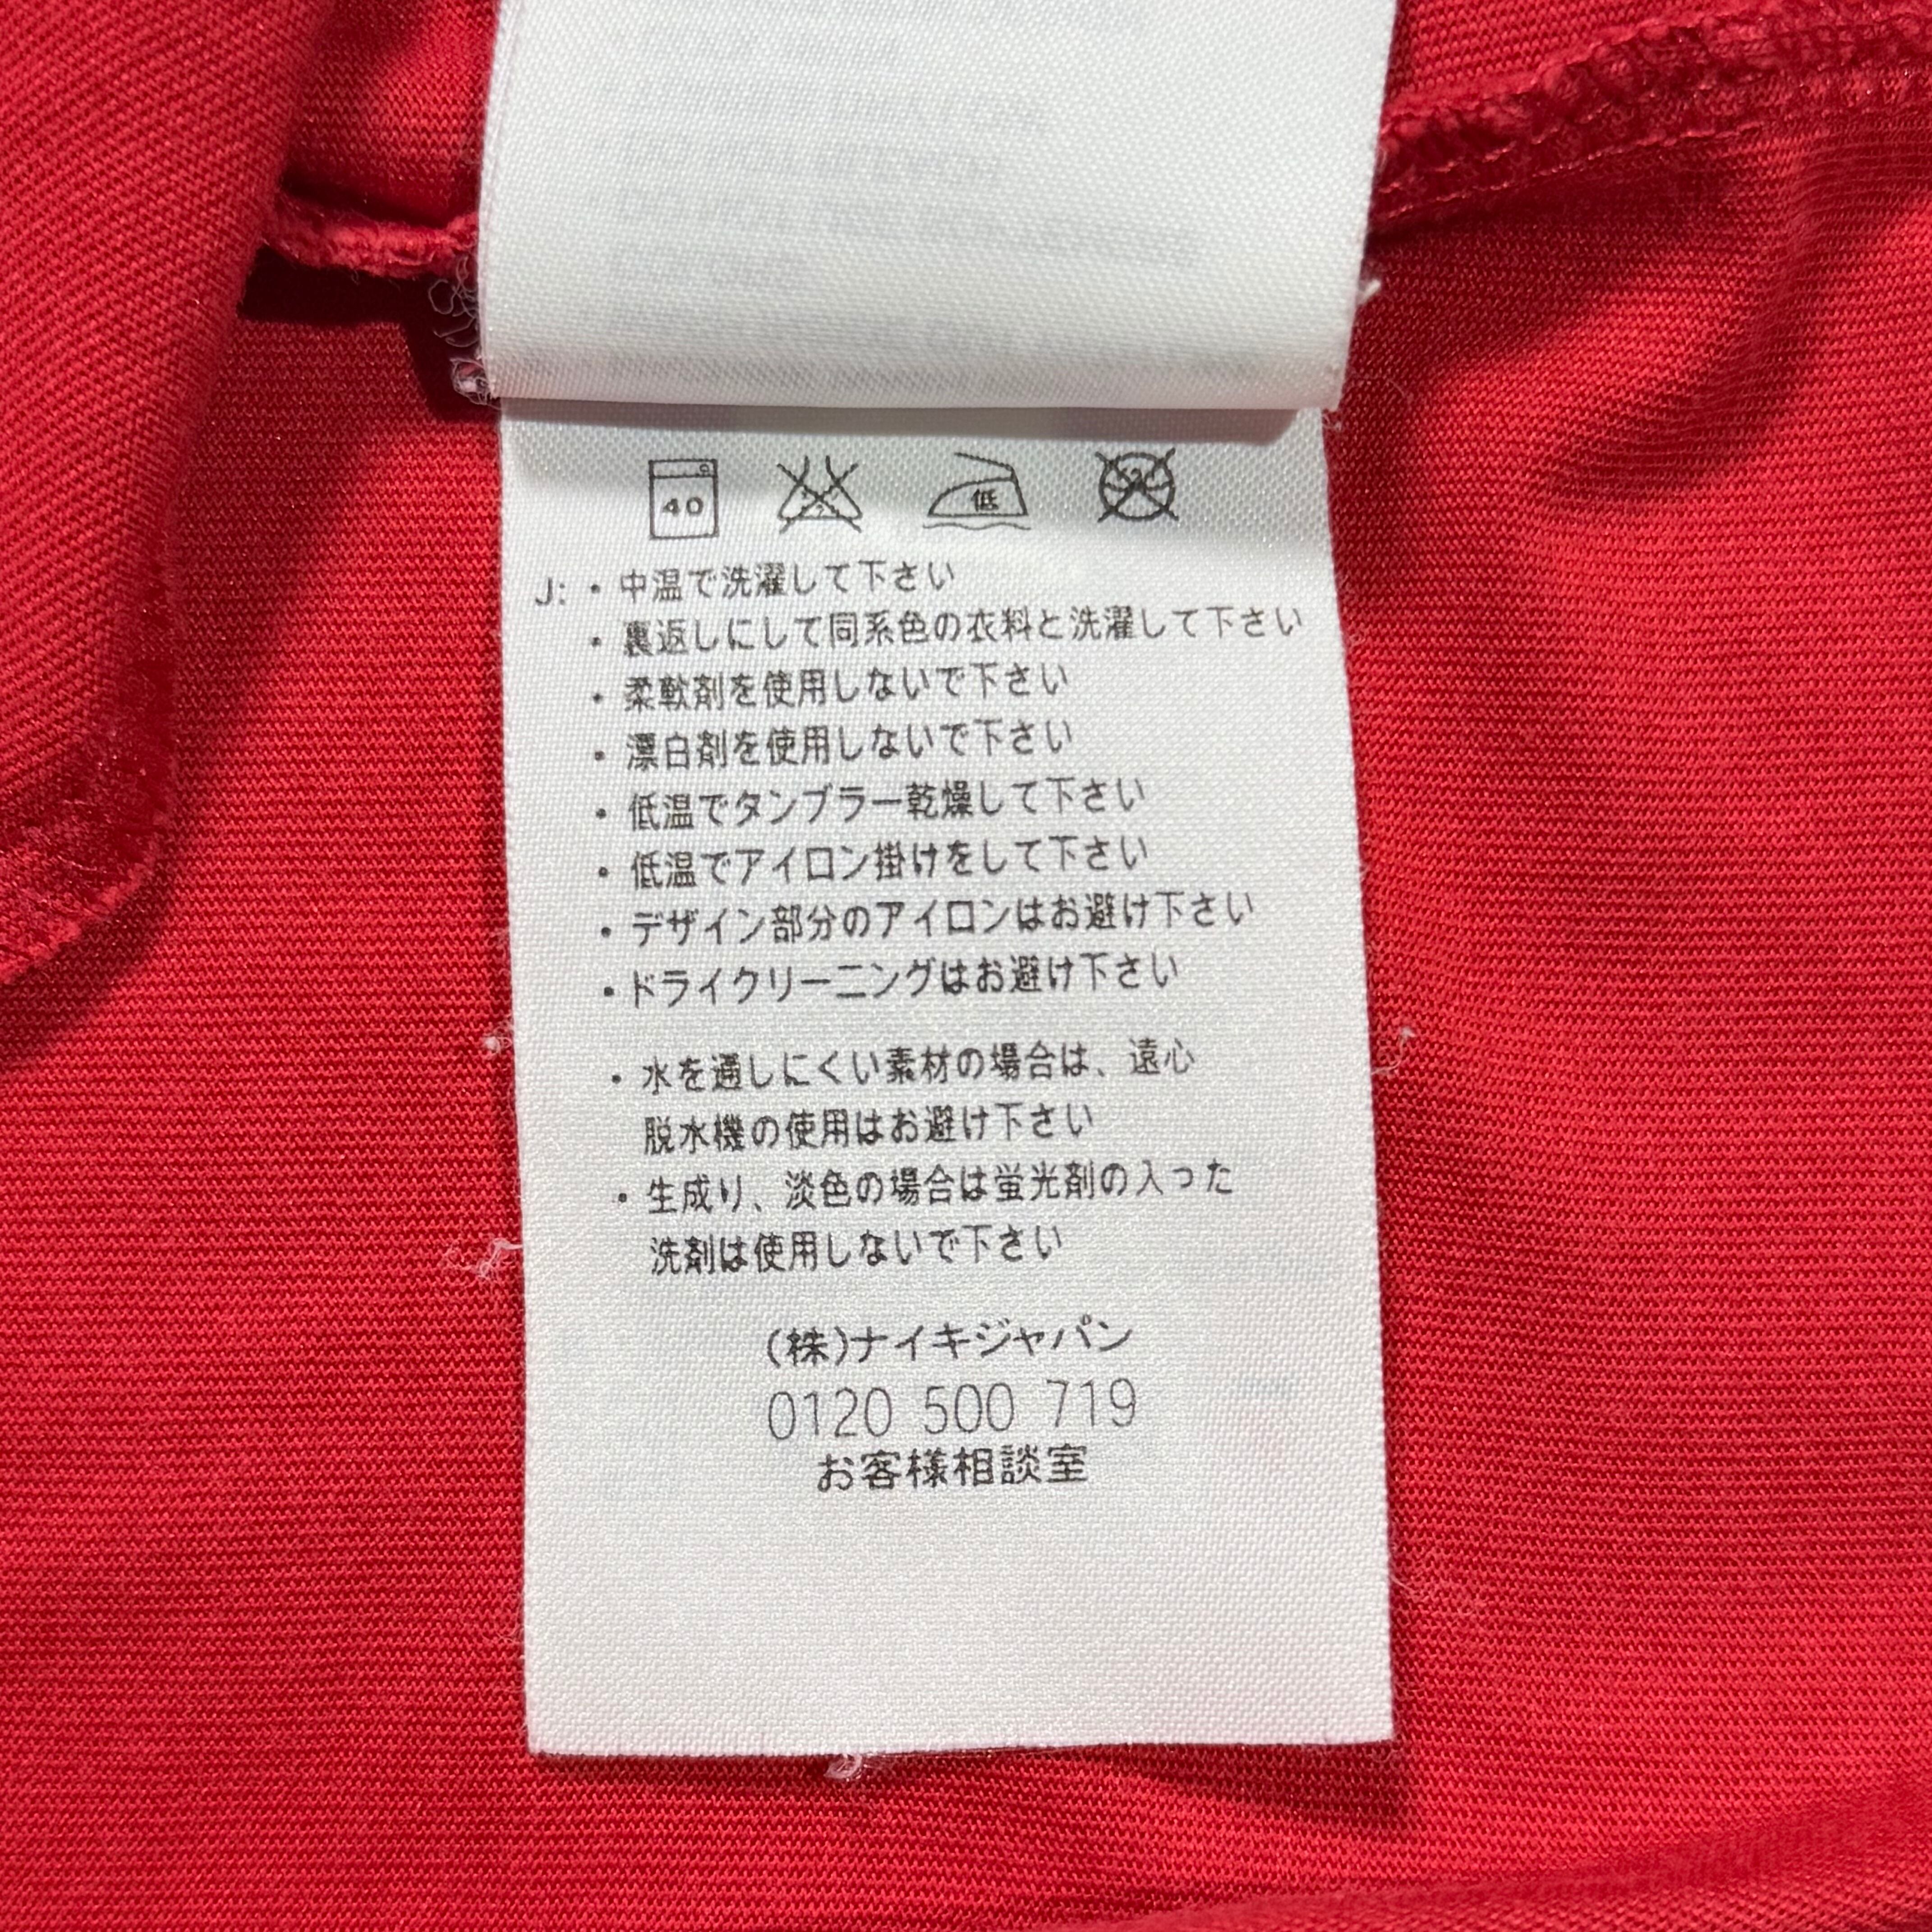 40
低
J: ・中温で洗濯して下さい
・裏返しにして同系色の衣料と洗濯して下さい
・柔軟剤を使用しないで下さい
・漂白剤を使用しないで下さい
・低温でタンブラー乾燥して下さい
・低温でアイロン掛けをして下さい
・デザイン部分のアイロンはお避け下さい
・ドライクリーニングはお避け下さい
・水を通しにくい素材の場合は、遠心
脱水機の使用はお避け下さい
・生成り、淡色の場合は蛍光剤の入った
洗剤は使用しないで下さい
(株)ナイキジャパン
0120 500 719
お客様相談室